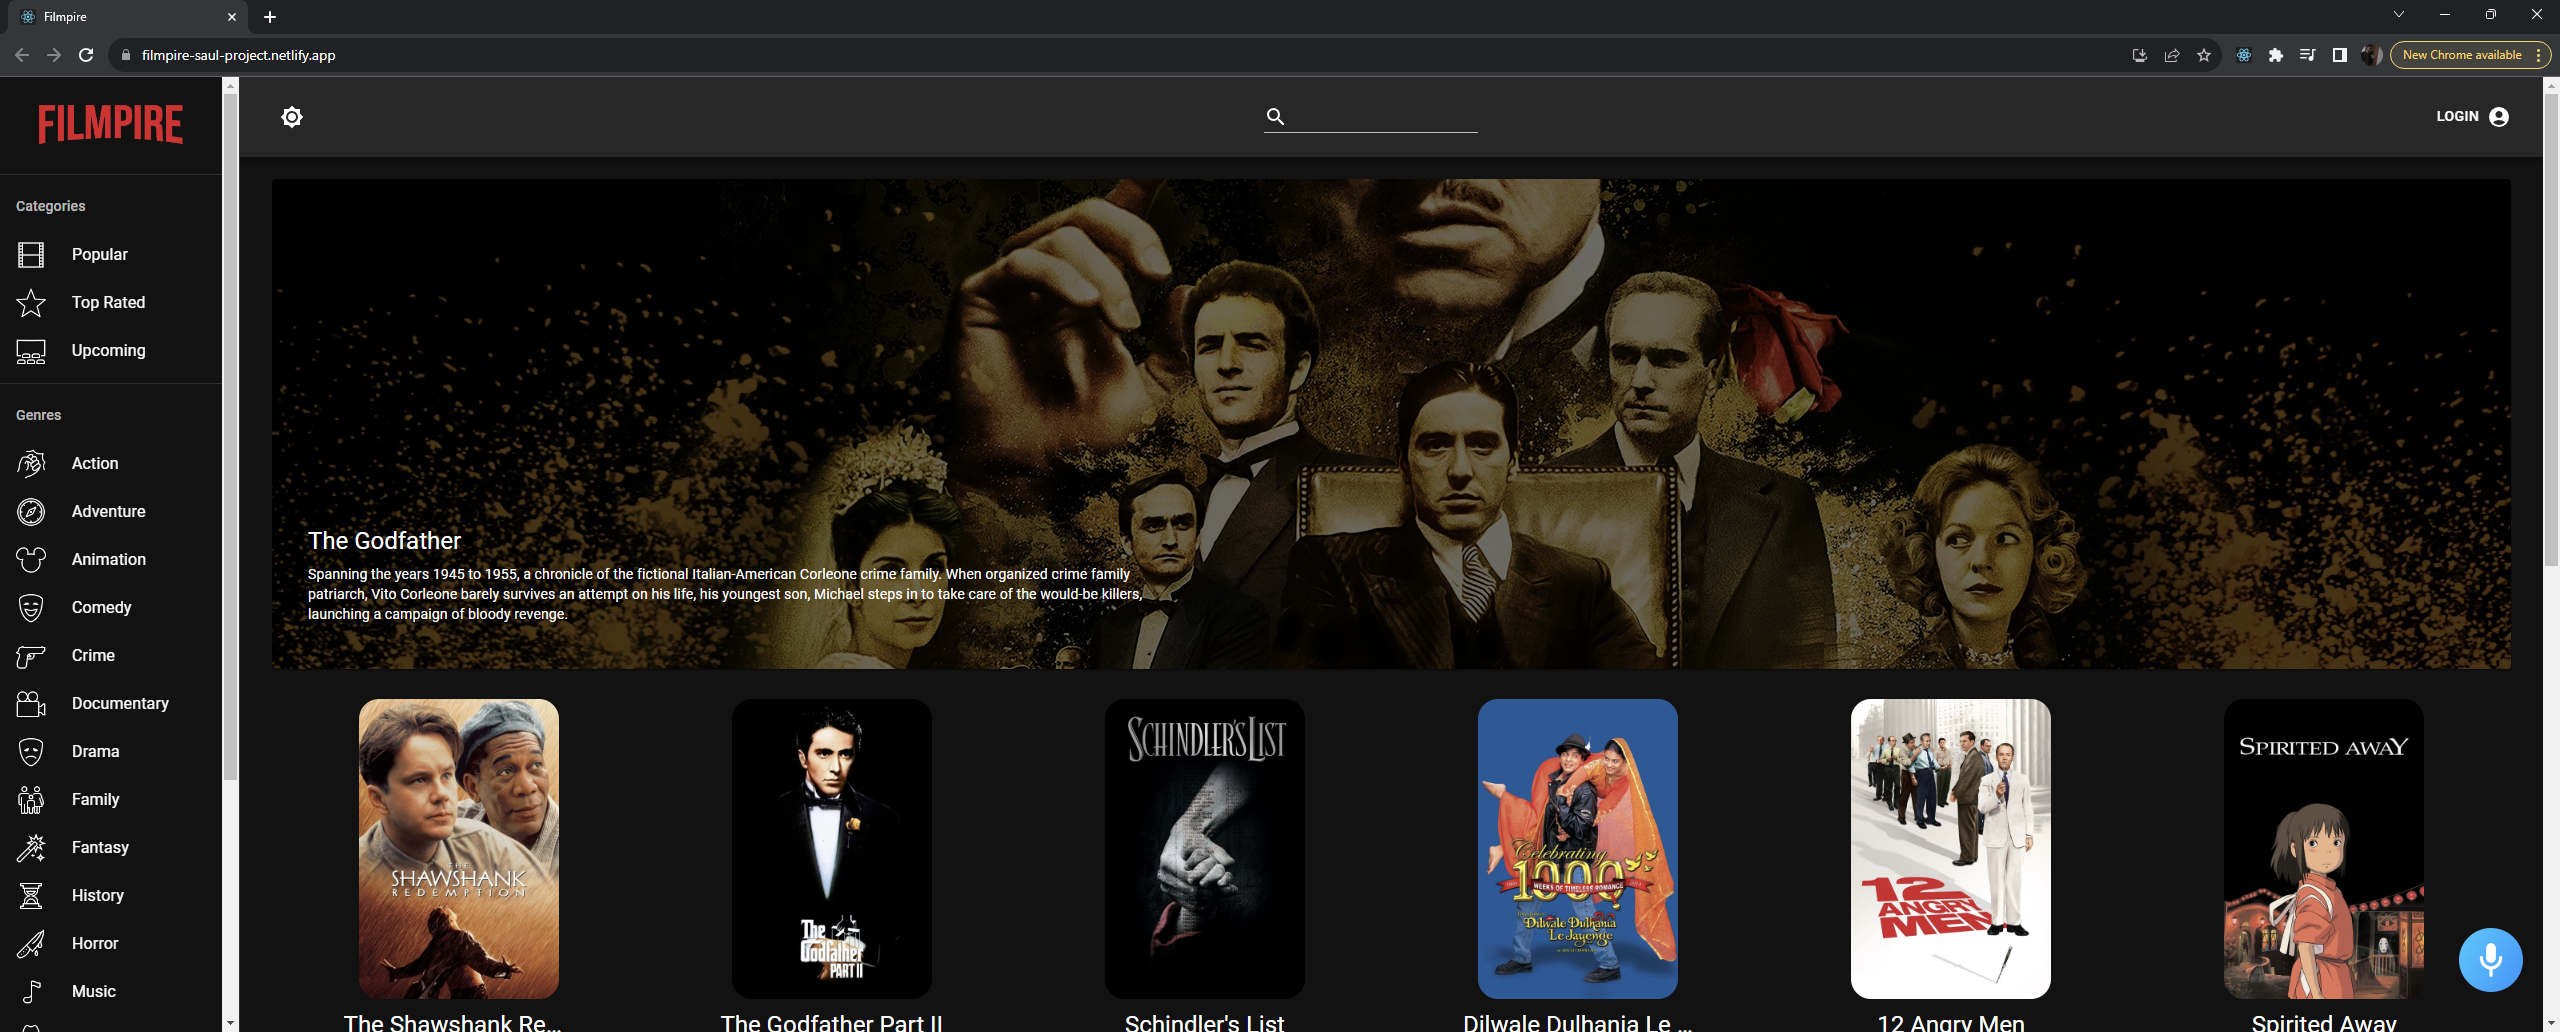 Filmpire
filmpire-saul-project.netlify.app
New Chrome available
FILMPIRE
LOGIN
Categories
Popular
Top Rated
Upcoming
Genres
Action
Adventure
Animation
Comedy
Crime
Documentary
Drama
Family
Fantasy
History
Horror
Music
The Godfather
Spanning the years 1945 to 1955, a chronicle of the fictional Italian-American Corleone crime family. When organized crime family
patriarch, Vito Corleone barely survives an attempt on his life, his youngest son, Michael steps in to take care of the would-be killers,
launching a campaign of bloody revenge.
THE
SHAWSHANK
REDEMPTION
The Shawshank Re...
The
Godfather
PART II
The Godfather Part II
SCHINDLER'S LIST
Schindler's List
Celebrating
1000
WEEKS OF TIMELESS ROMANCE
Dilwale Dulhania
Le Jayenge
Dilwale Dulhania Le ...
12
ANGRY
MEN
12 Angry Men
SPIRITED AWAY
Spirited Away